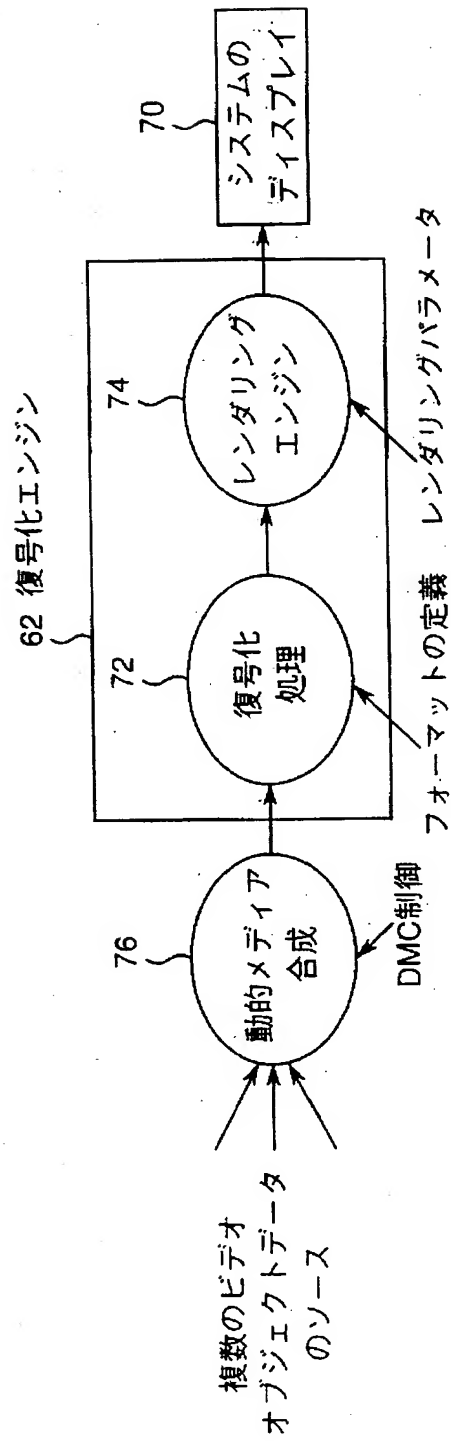 複数のビデオ
オブジェクトデータ
のソース
76
動的メディア
合成
DMC制御
62 復号化エンジン
72
復号化
処理
フォーマットの定義
74
レンダリング
エンジン
レンダリングパラメータ
70
システムの
ディスプレイ